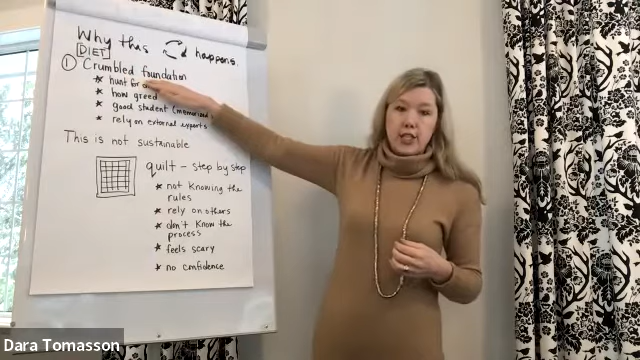 Why this happens.
DIET
① Crumbled foundation
* hunt for
* how greed
* good student (memorized
* rely on external experts
This is not sustainable
quilt - step by step
* not knowing the
rules
* rely on others
* don't know the
process
* feels scary
* no confidence
Dara Tomasson